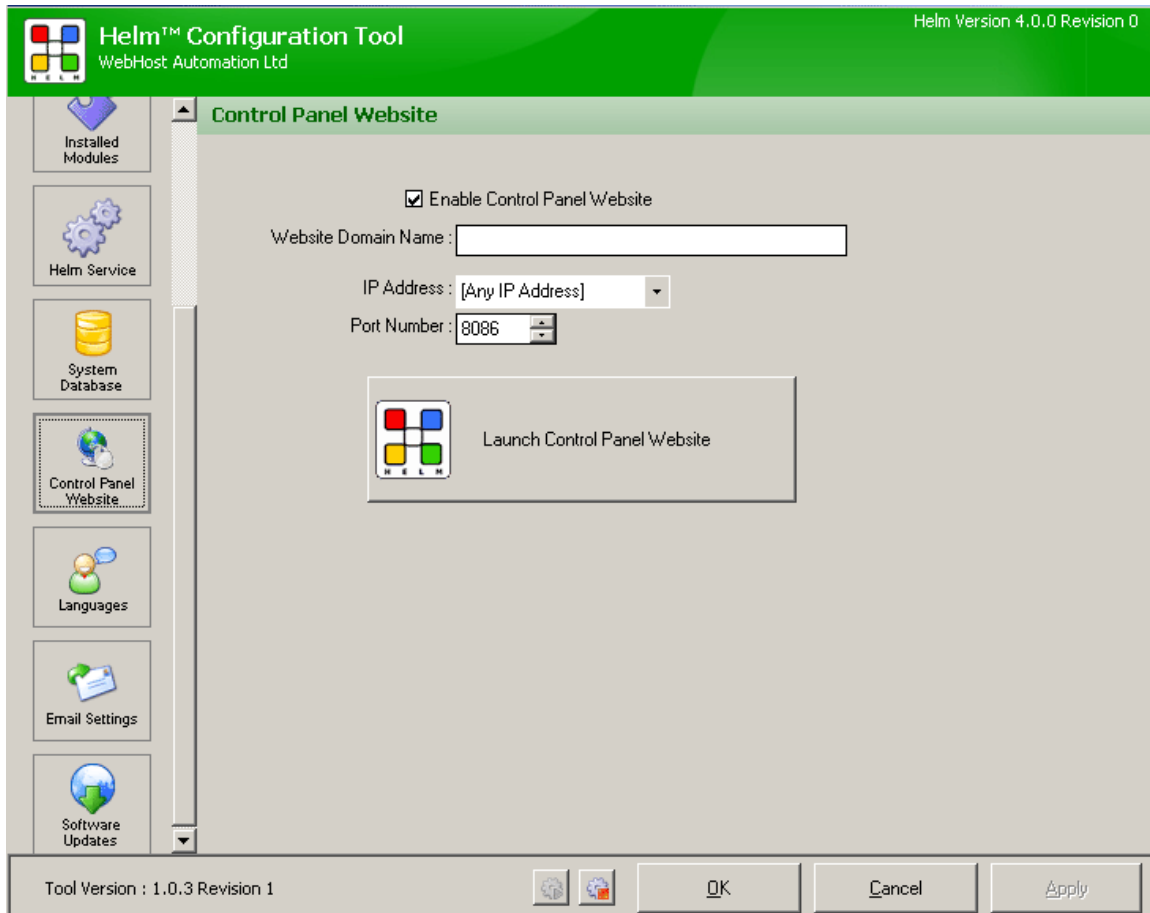 Helm™ Configuration Tool
WebHost Automation Ltd
Helm Version 4.0.0 Revision 0
HELM
Installed
Modules
Helm Service
System
Database
Control Panel
Website
Languages
Email Settings
Software
Updates
Control Panel Website
Enable Control Panel Website
Website Domain Name :
IP Address : [Any IP Address]
Port Number : 8086
HELM
Launch Control Panel Website
Tool Version : 1.0.3 Revision 1
OK
Cancel
Apply